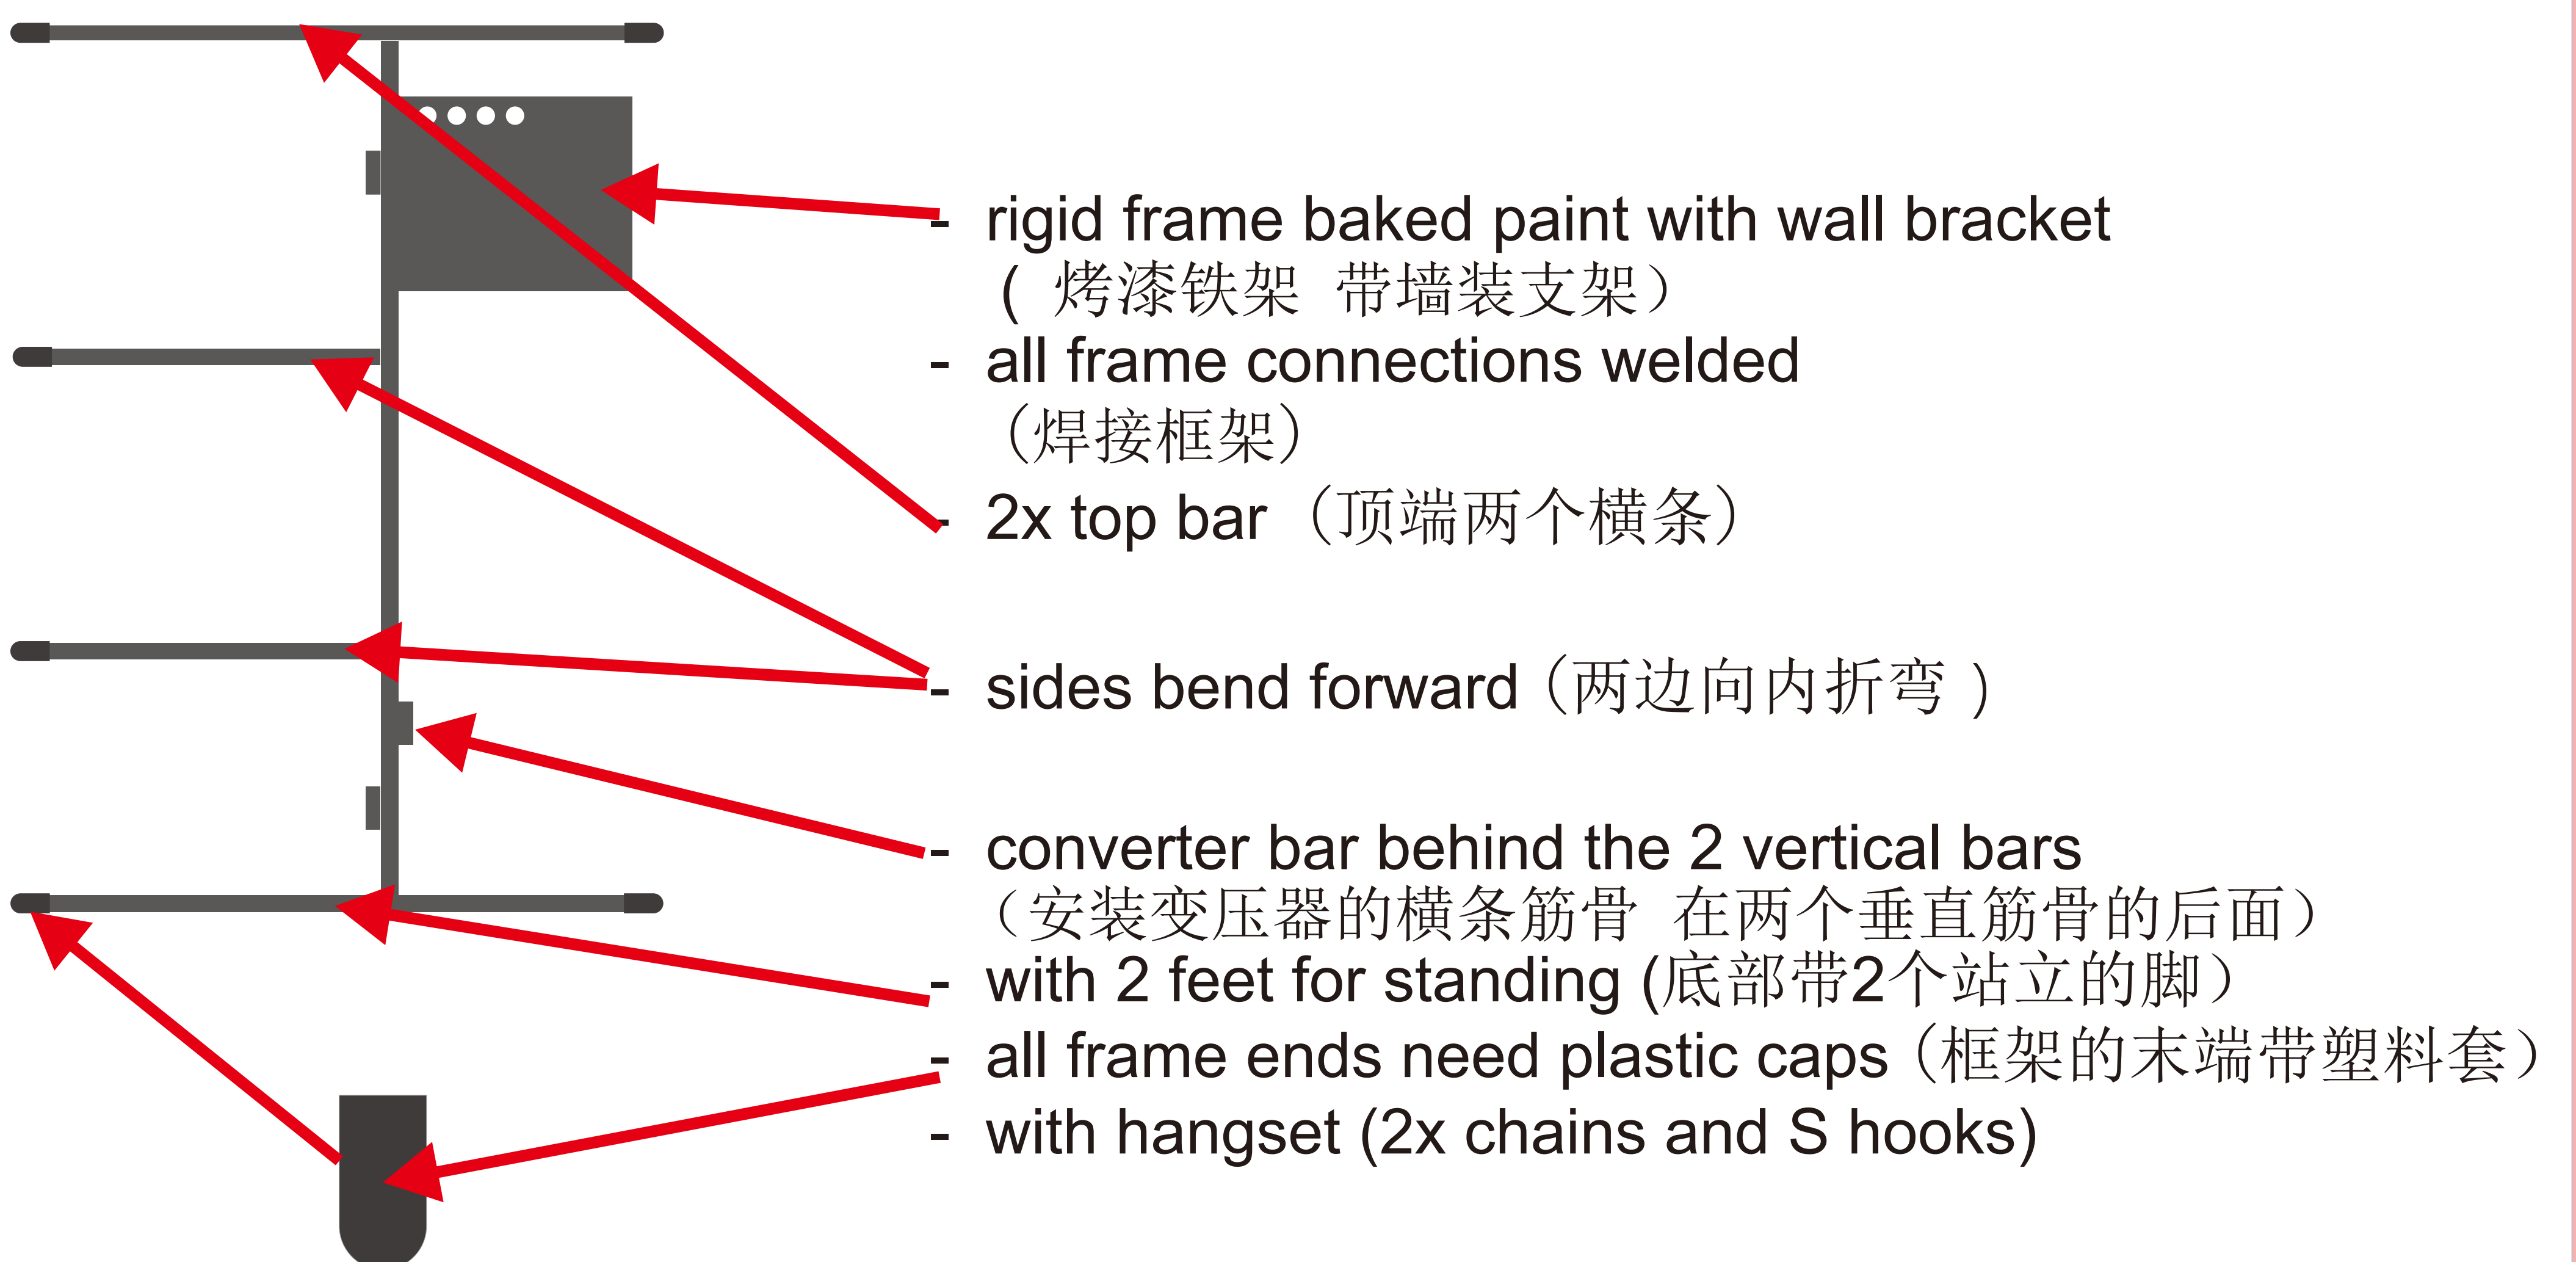 - rigid frame baked paint with wall bracket
( 烤漆铁架 带墙装支架）
- all frame connections welded
（焊接框架）
- 2x top bar（顶端两个横条）
- sides bend forward（两边向内折弯 )
- converter bar behind the 2 vertical bars
（安装变压器的横条筋骨 在两个垂直筋骨的后面）
- with 2 feet for standing (底部带2个站立的脚）
- all frame ends need plastic caps（框架的末端带塑料套）
- with hangset (2x chains and S hooks)